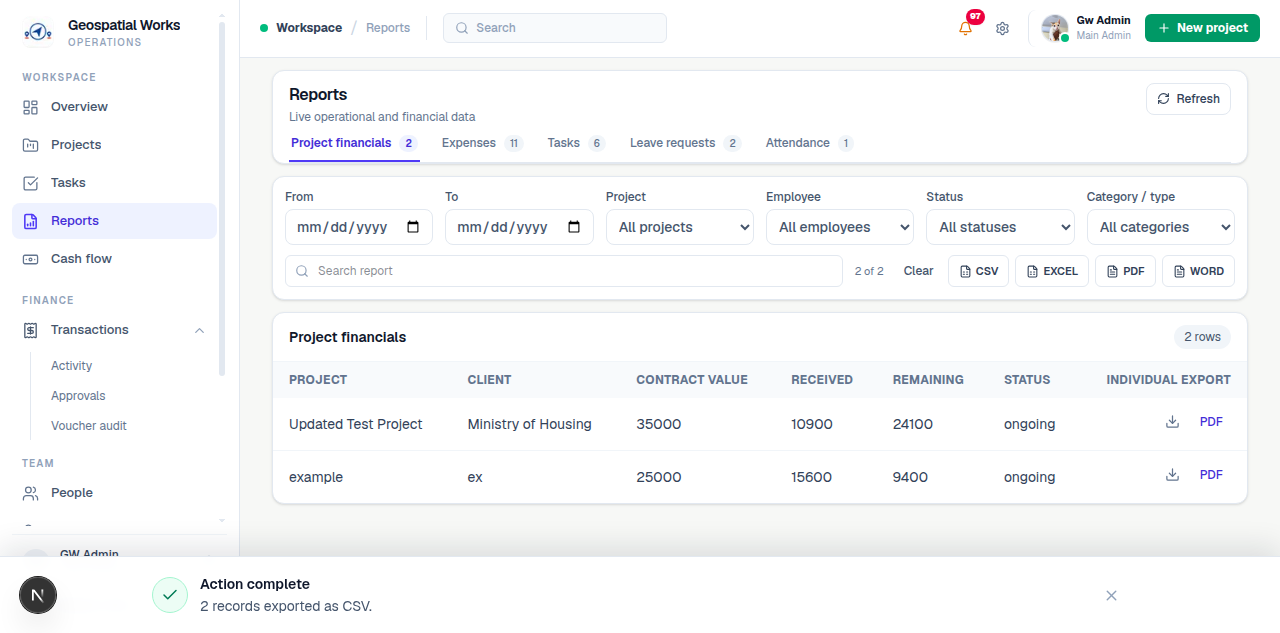 Geospatial Works
OPERATIONS
WORKSPACE
Overview
Projects
Tasks
Reports
Cash flow
FINANCE
Transactions
Activity
Approvals
Voucher audit
TEAM
People
GW Admin
Workspace / Reports
Search
97
Gw Admin
Main Admin
New project
Reports
Live operational and financial data
Refresh
Project financials 2 Expenses 11 Tasks 6 Leave requests 2 Attendance 1
From To Project Employee Status Category / type
mm/dd/yyyy mm/dd/yyyy All projects All employees All statuses All categories
Search report 2 of 2 Clear CSV EXCEL PDF WORD
Project financials 2 rows
PROJECT CLIENT CONTRACT VALUE RECEIVED REMAINING STATUS INDIVIDUAL EXPORT
Updated Test Project Ministry of Housing 35000 10900 24100 ongoing PDF
example ex 25000 15600 9400 ongoing PDF
N
Action complete
2 records exported as CSV.